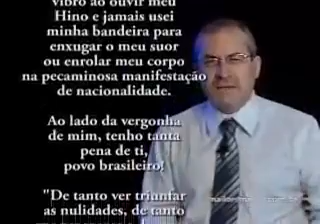 vibro ao ouvir meu
Hino e jamais usei
minha bandeira para
enxugar o meu suor
ou enrolar meu corpo
na pecaminosa manifestação
de nacionalidade.
Ao lado da vergonha
de mim, tenho tanta
pena de ti,
povo brasileiro!
"De tanto ver triunfar
as nulidades, de tanto